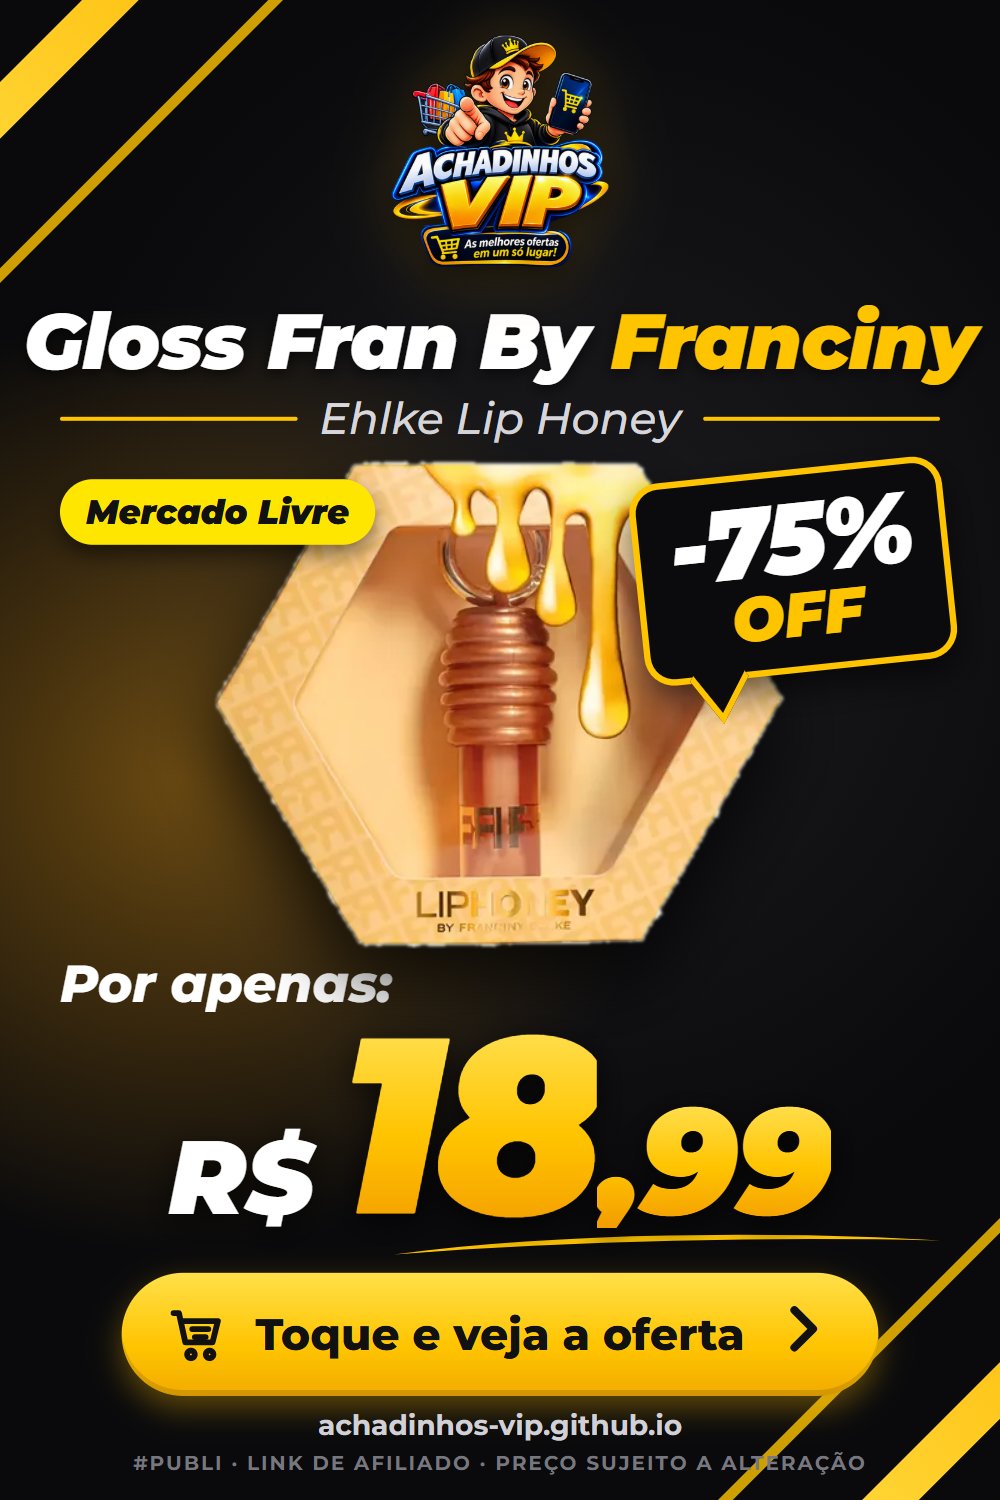 ACHADINHOS
VIP
As melhores ofertas
em um só lugar!
Gloss Fran By Franciny
Ehlke Lip Honey
Mercado Livre
-75%
OFF
LIPHONEY
BY FRANCINY
Por apenas:
R$ 18,99
Toque e veja a oferta
achadinhos-vip.github.io
#PUBLI · LINK DE AFILIADO · PREÇO SUJEITO A ALTERAÇÃO